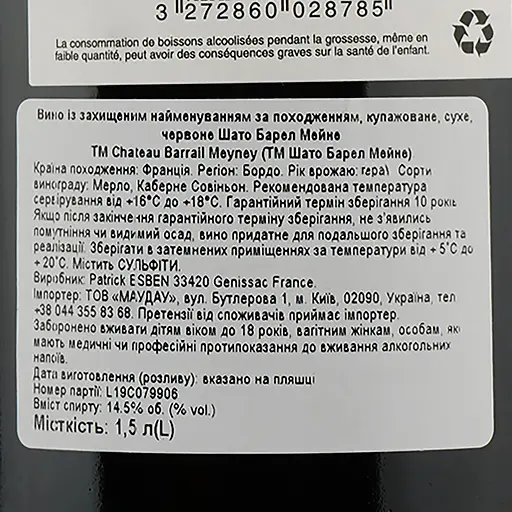 3 272860 028785
La consommation de boissons alcoolisées pendant la grossesse, même en
faible quantité, peut avoir des conséquences graves sur la santé de l'enfant.
Вино із захищеним найменуванням за походженням, купажоване, сухе,
червоне Шато Барел Мейне
TM Chateau Barrail Meyney (ТМ Шато Барел Мейне)
Країна походження: Франція. Регіон: Бордо. Рік врожаю: Сорти
винограду: Мерло, Каберне Совіньон. Рекомендована температура
сервірування від +16°C до +18°C. Гарантійний термін зберігання 10 років
Якщо після закінчення гарантійного терміну зберігання, не з'явились
помутніння чи видимий осад, вино придатне для подальшого зберігання та
реалізації. Зберігати в затемнених приміщеннях за температури від + 5°C до
+ 20°C. Містить СУЛЬФІТИ.
Виробник: Patrick ESBEN 33420 Genissac France.
Імпортер: ТОВ «МАУДАУ», вул. Бутлерова 1, м. Київ, 02090, Україна, тел
+38 044 355 83 68. Претензії від споживачів приймає імпортер.
Заборонено вживати дітям віком до 18 років, вагітним жінкам, особам, які
мають медичні чи професійні протипоказання до вживання алкогольних
напоїв.
Дата виготовлення (розливу): вказано на пляшці
Номер партії: L19C079906
Вміст спирту: 14.5% об. (% vol.)
Місткість: 1,5 л(L)